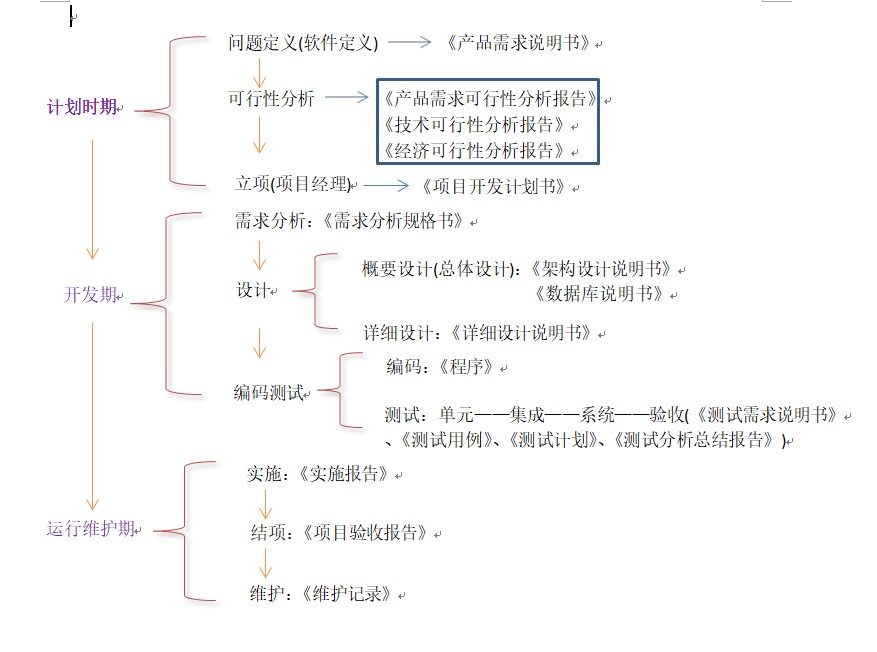 问题定义(软件定义)
《产品需求说明书》
计划时期
可行性分析
《产品需求可行性分析报告》
《技术可行性分析报告》
《经济可行性分析报告》
立项(项目经理)
《项目开发计划书》
开发期
需求分析：《需求分析规格书》
设计
概要设计(总体设计)：《架构设计说明书》
《数据库说明书》
详细设计：《详细设计说明书》
编码测试
编码：《程序》
测试：单元——集成——系统——验收(《测试需求说明书》
、《测试用例》、《测试计划》、《测试分析总结报告》)
运行维护期
实施：《实施报告》
结项：《项目验收报告》
维护：《维护记录》